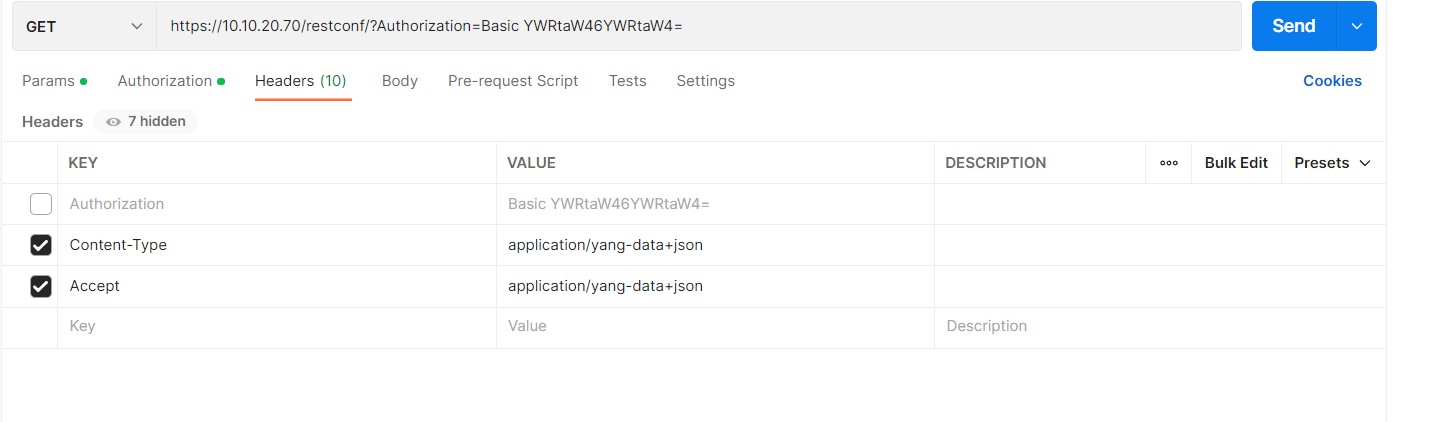 GET https://10.10.20.70/restconf/?Authorization=Basic YWRtaW46YWRtaW4= Send
Params Authorization Headers (10) Body Pre-request Script Tests Settings Cookies
Headers 7 hidden
KEY VALUE DESCRIPTION ooo Bulk Edit Presets
Authorization Basic YWRtaW46YWRtaW4=
Content-Type application/yang-data+json
Accept application/yang-data+json
Key Value Description